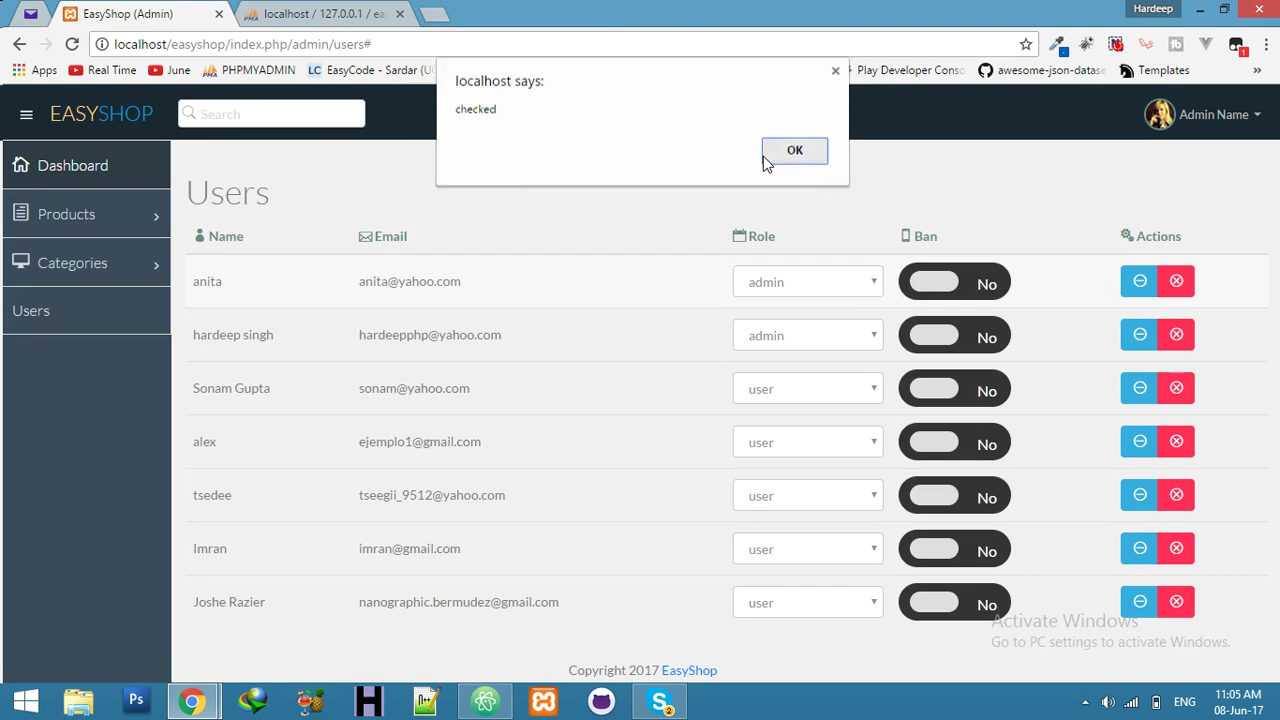 Hardeep
EasyShop (Admin)
localhost / 127.0.0.1 / ea
localhost/easyshop/index.php/admin/users#
Apps
Real Time
June
PHPMYADMIN
EasyCode - Sardar (U
Play Developer Conso
awesome-json-datase
Templates
»
localhost says:
checked
OK
EASYSHOP
Search
Admin Name
Dashboard
Products
Categories
Users
Users
Name Email Role Ban Actions
anita anita@yahoo.com admin No
hardeep singh hardeepphp@yahoo.com admin No
Sonam Gupta sonam@yahoo.com user No
alex ejemplo1@gmail.com user No
tsedee tseegii_9512@yahoo.com user No
Imran imran@gmail.com user No
Joshe Razier nanographic.bermudez@gmail.com user No
Activate Windows
Go to PC settings to activate Windows.
Copyright 2017 EasyShop
ENG
11:05 AM
08-Jun-17